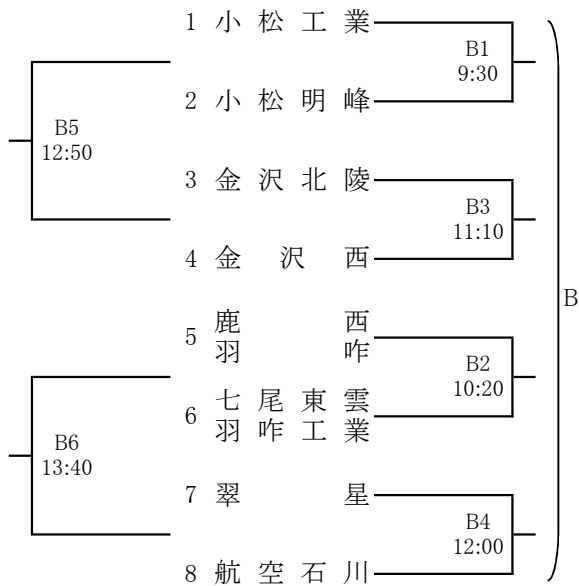 1 小松工業
B1
9:30
2 小松明峰
B5
12:50
3 金沢北陵
B3
11:10
4 金沢西
B
5 鹿西
羽咋
B2
10:20
6 七尾東雲
羽咋工業
B6
13:40
7 翠星
B4
12:00
8 航空石川